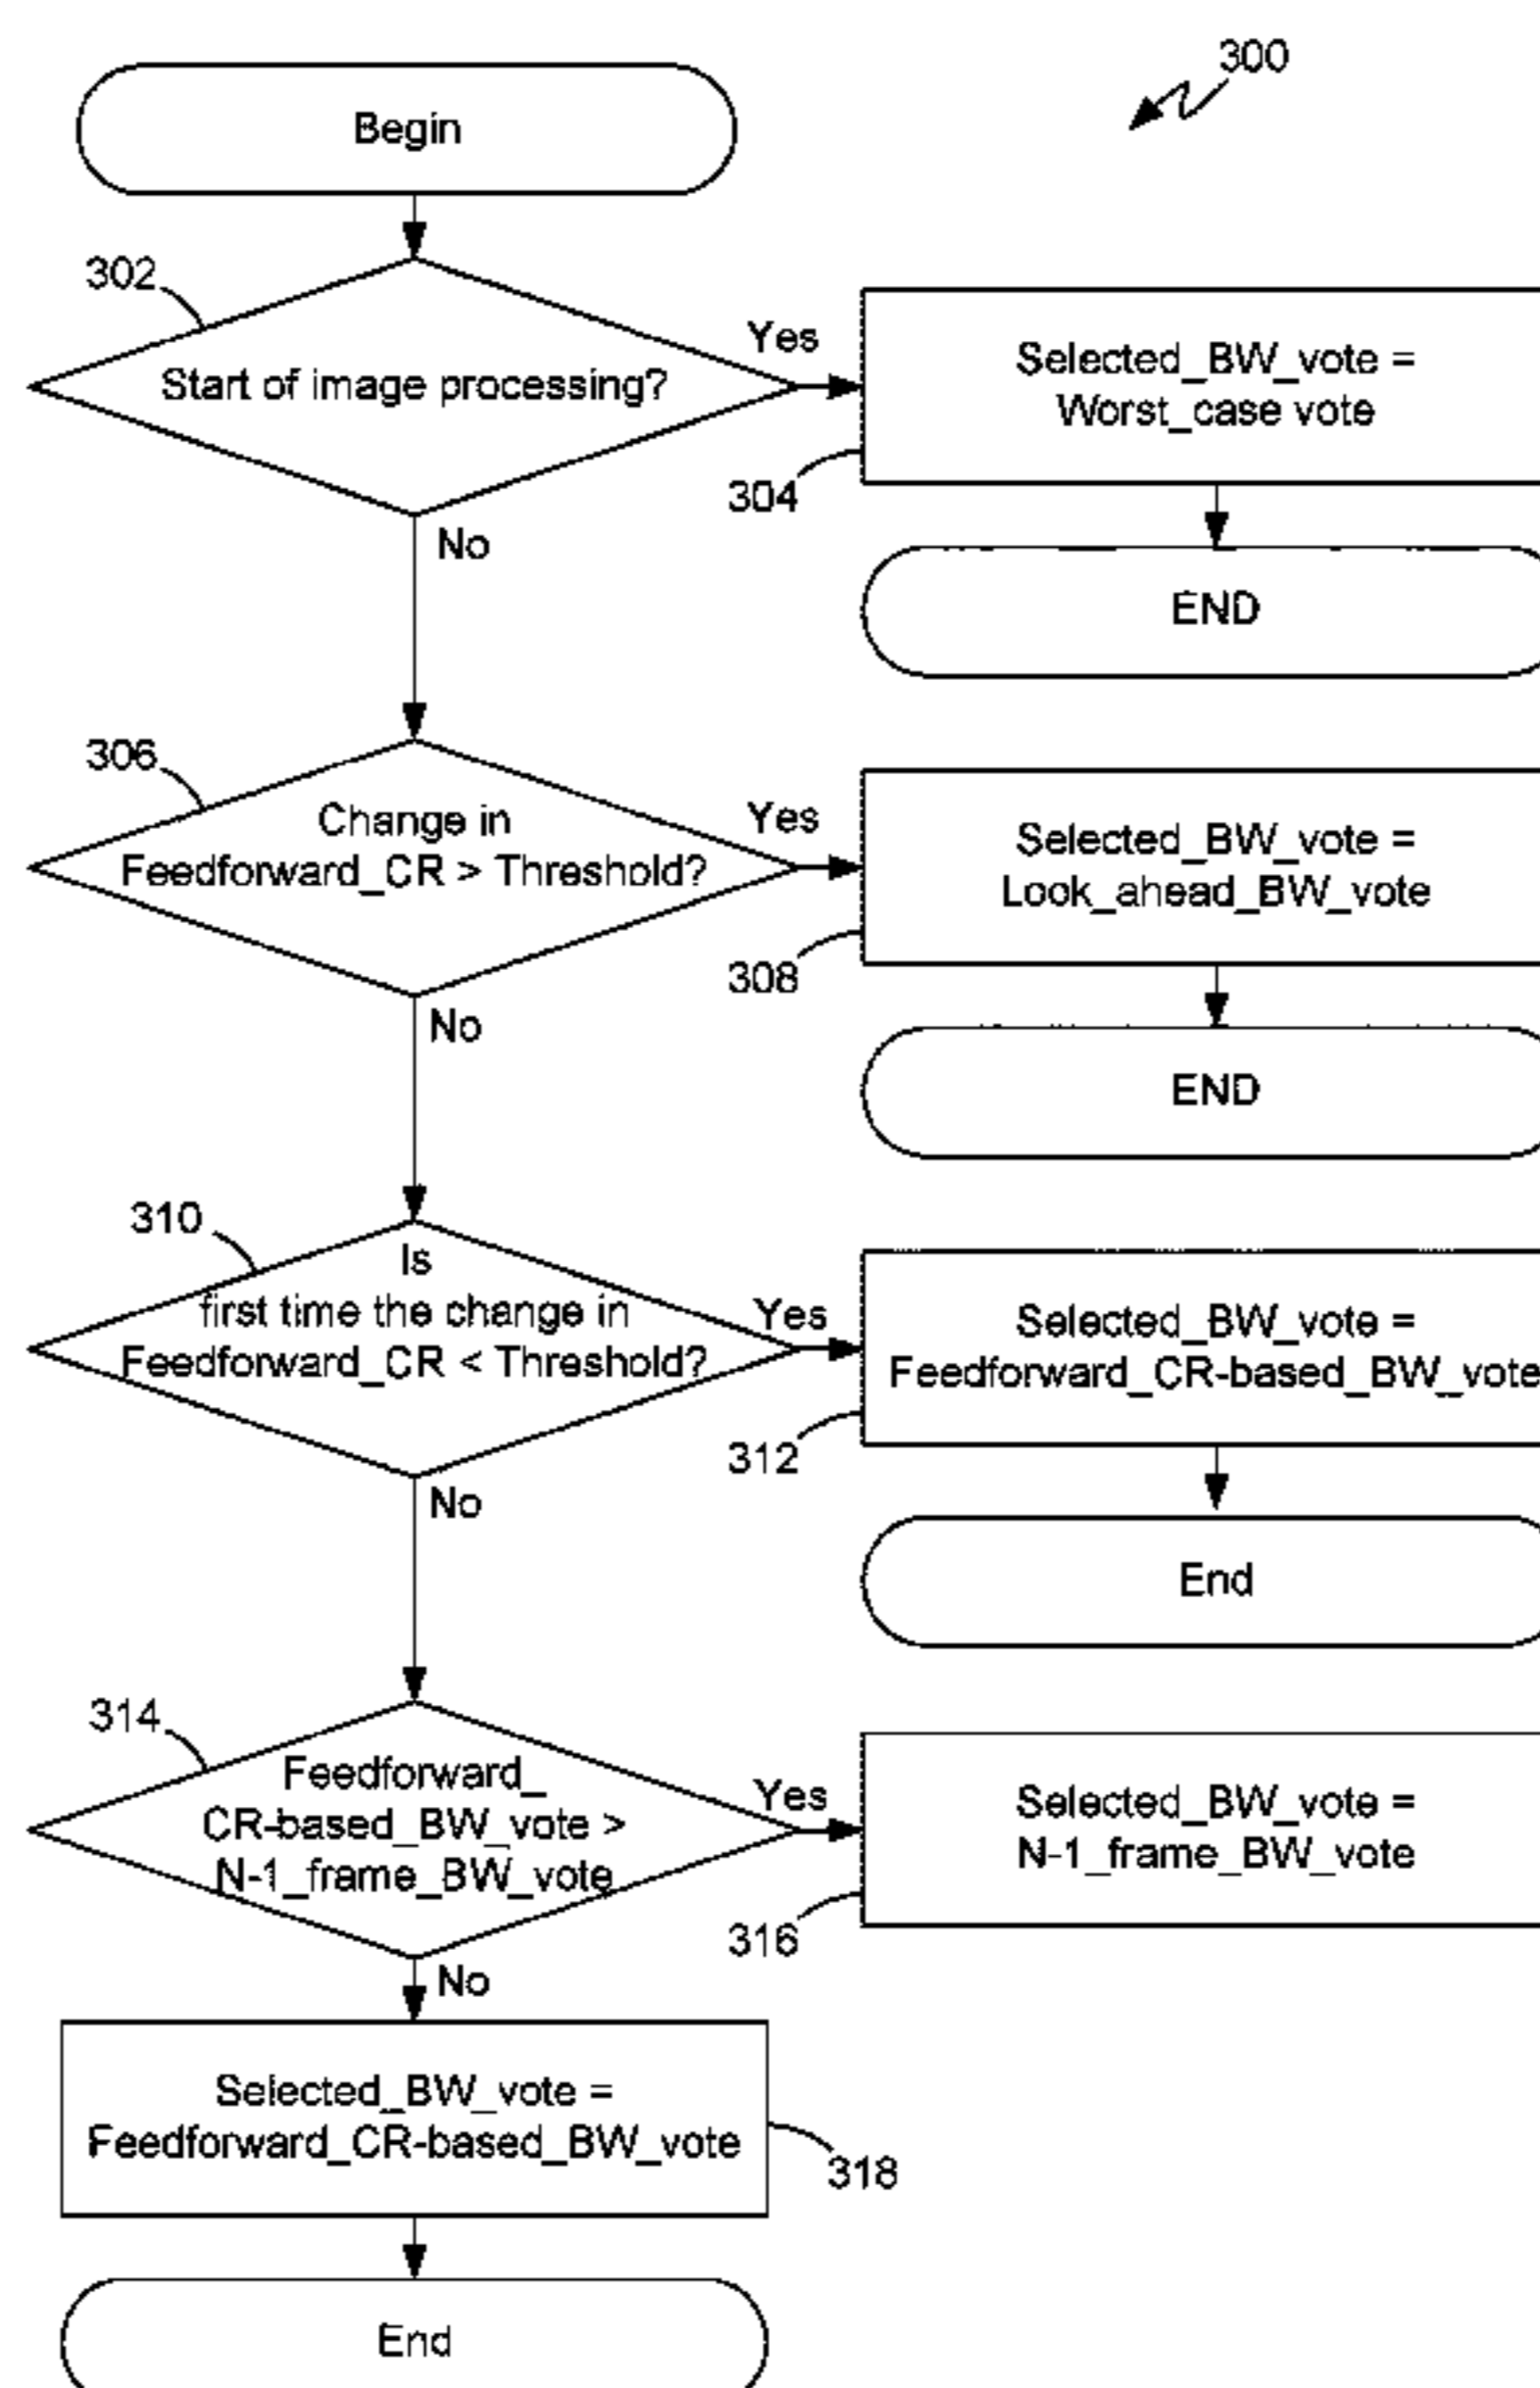 300
Begin
302
Start of image processing?
Yes
Selected_BW_vote =
Worst_case vote
304
No
END
306
Change in
Feedforward_CR > Threshold?
Yes
Selected_BW_vote =
Look_ahead_BW_vote
308
No
END
310
Is
first time the change in
Feedforward_CR < Threshold?
Yes
Selected_BW_vote =
Feedforward_CR-based_BW_vote
312
No
End
314
Feedforward_
CR-based_BW_vote >
N-1_frame_BW_vote
Yes
Selected_BW_vote =
N-1_frame_BW_vote
316
No
Selected_BW_vote =
Feedforward_CR-based_BW_vote
318
End